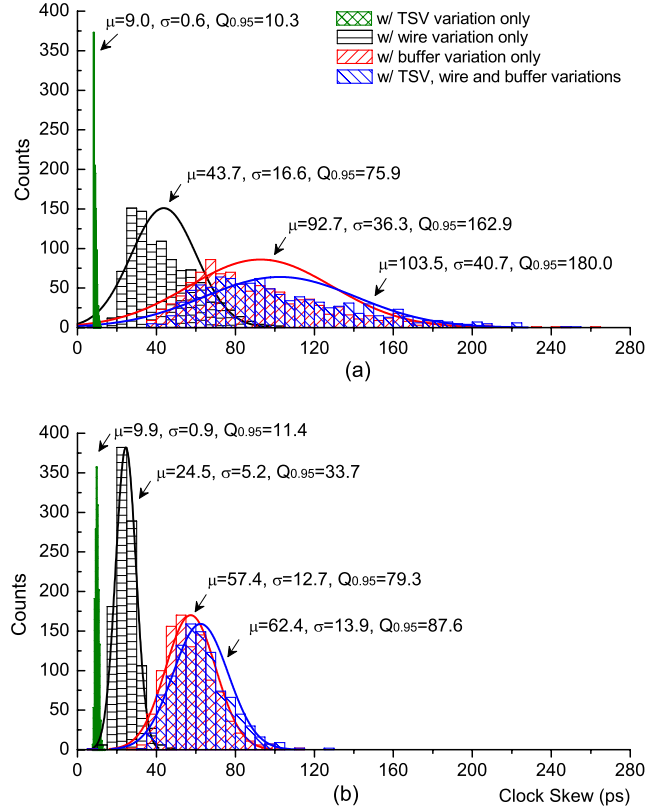 μ=9.0, σ=0.6, Q0.95=10.3
w/ TSV variation only
w/ wire variation only
w/ buffer variation only
w/ TSV, wire and buffer variations
μ=43.7, σ=16.6, Q0.95=75.9
μ=92.7, σ=36.3, Q0.95=162.9
μ=103.5, σ=40.7, Q0.95=180.0
Counts
400
350
300
250
200
150
100
50
0
0 40 80 120 160 200 240 280
(a)
μ=9.9, σ=0.9, Q0.95=11.4
μ=24.5, σ=5.2, Q0.95=33.7
μ=57.4, σ=12.7, Q0.95=79.3
μ=62.4, σ=13.9, Q0.95=87.6
Counts
400
350
300
250
200
150
100
50
0
0 40 80 120 160 200 240 280
(b)
Clock Skew (ps)